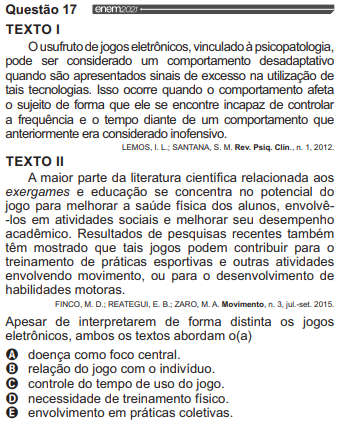 Questão 17 enem2021
TEXTO I
O usufruto de jogos eletrônicos, vinculado à psicopatologia,
pode ser considerado um comportamento desadaptativo
quando são apresentados sinais de excesso na utilização de
tais tecnologias. Isso ocorre quando o comportamento afeta
o sujeito de forma que ele se encontre incapaz de controlar
a frequência e o tempo diante de um comportamento que
anteriormente era considerado inofensivo.
LEMOS, I. L.; SANTANA, S. M. Rev. Psiq. Clín., n. 1, 2012.
TEXTO II
A maior parte da literatura científica relacionada aos
exergames e educação se concentra no potencial do
jogo para melhorar a saúde física dos alunos, envolvê-
-los em atividades sociais e melhorar seu desempenho
acadêmico. Resultados de pesquisas recentes também
têm mostrado que tais jogos podem contribuir para o
treinamento de práticas esportivas e outras atividades
envolvendo movimento, ou para o desenvolvimento de
habilidades motoras.
FINCO, M. D.; REATEGUI, E. B.; ZARO, M. A. Movimento, n. 3, jul.-set. 2015.
Apesar de interpretarem de forma distinta os jogos
eletrônicos, ambos os textos abordam o(a)
A doença como foco central.
B relação do jogo com o indivíduo.
C controle do tempo de uso do jogo.
D necessidade de treinamento físico.
E envolvimento em práticas coletivas.